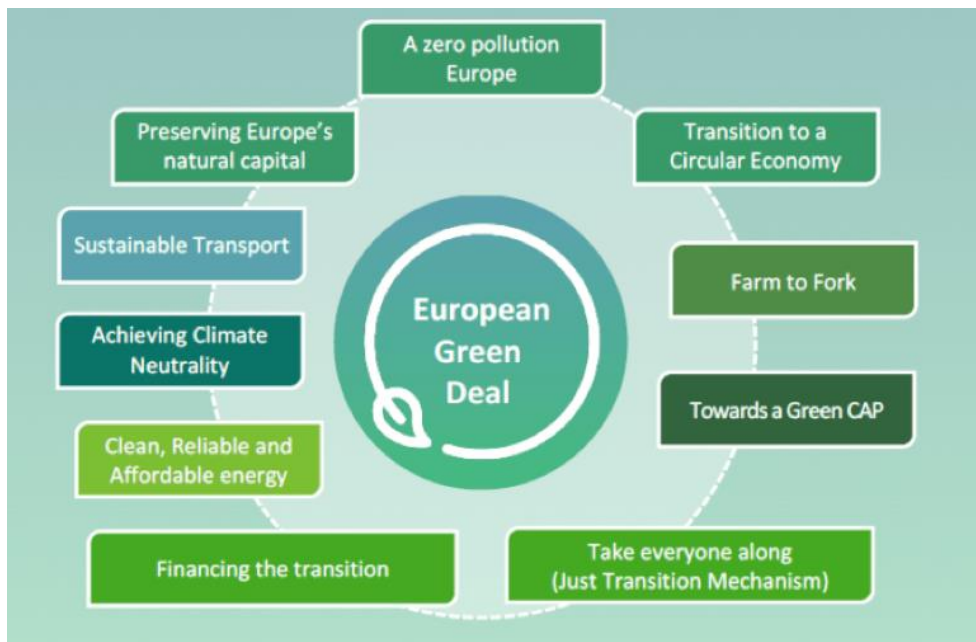 A zero pollution
Europe
Preserving Europe’s
natural capital
Transition to a
Circular Economy
Sustainable Transport
Farm to Fork
European
Green
Deal
Achieving Climate
Neutrality
Towards a Green CAP
Clean, Reliable and
Affordable energy
Financing the transition
Take everyone along
(Just Transition Mechanism)